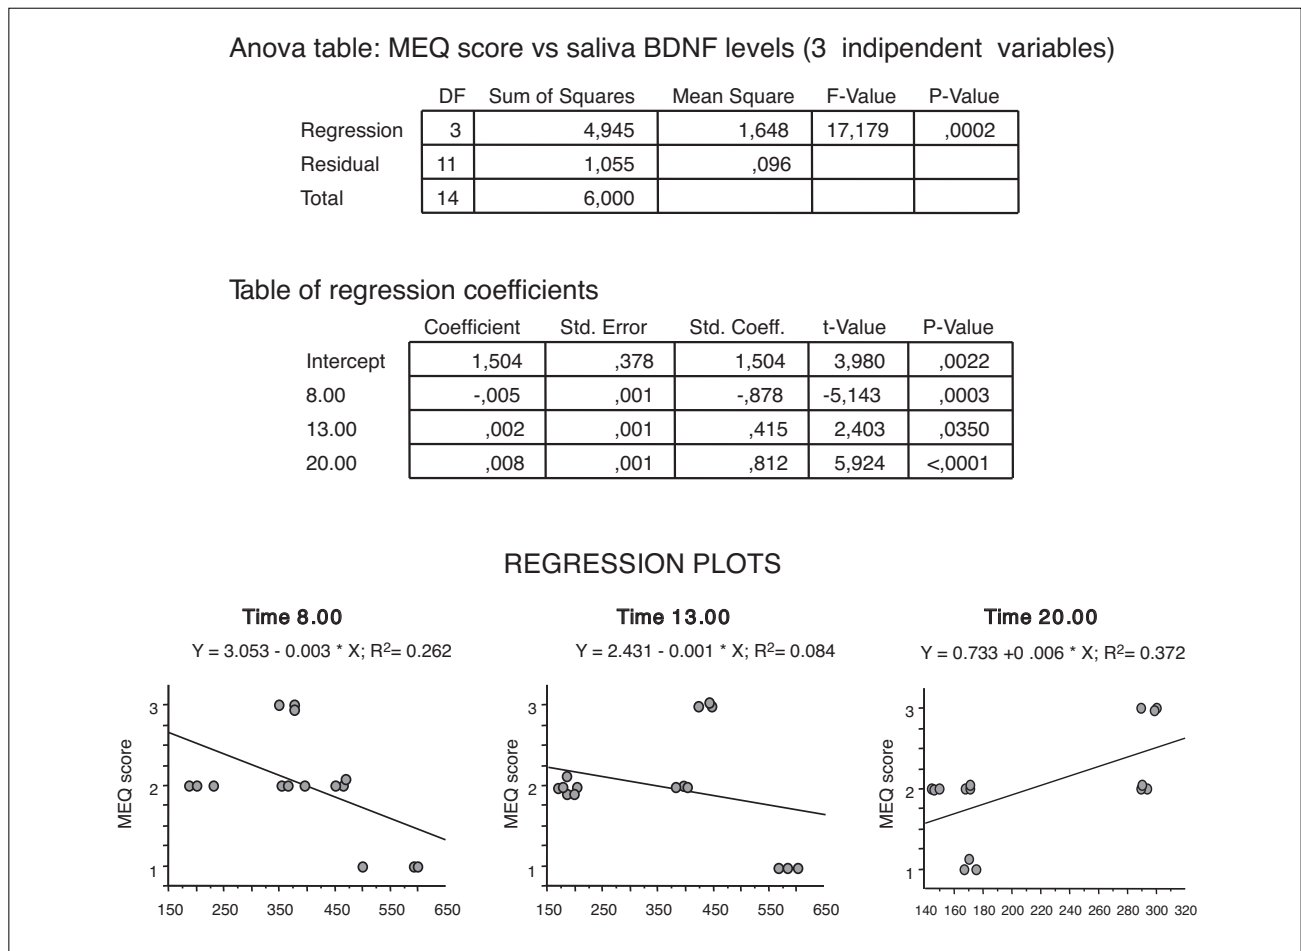 Anova table: MEQ score vs saliva BDNF levels (3 indipendent variables)
DF Sum of Squares Mean Square F-Value P-Value
Regression 3 4,945 1,648 17,179 ,0002
Residual 11 1,055 ,096
Total 14 6,000
Table of regression coefficients
Coefficient Std. Error Std. Coeff. t-Value P-Value
Intercept 1,504 ,378 1,504 3,980 ,0022
8.00 -,005 ,001 -,878 -5,143 ,0003
13.00 ,002 ,001 ,415 2,403 ,0350
20.00 ,008 ,001 ,812 5,924 <,0001
REGRESSION PLOTS
Time 8.00
Y = 3.053 - 0.003 * X; R²= 0.262
MEQ score
3
2
1
150 250 350 450 550 650
Time 13.00
Y = 2.431 - 0.001 * X; R²= 0.084
MEQ score
3
2
1
150 250 350 450 550 650
Time 20.00
Y = 0.733 +0 .006 * X; R²= 0.372
MEQ score
3
2
1
140 160 180 200 220 240 260 280 300 320